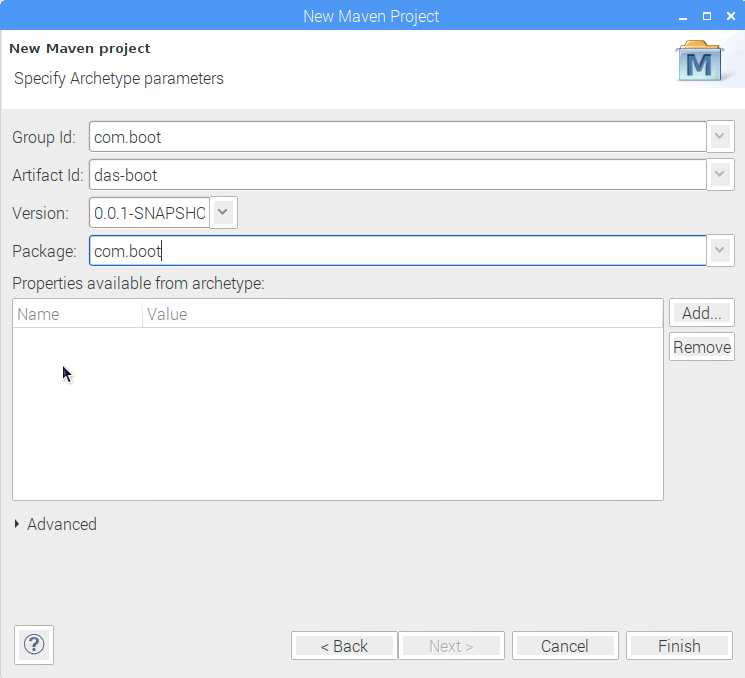 New Maven Project
New Maven project
Specify Archetype parameters
M
Group Id: com.boot
Artifact Id: das-boot
Version: 0.0.1-SNAPSHO
Package: com.boot
Properties available from archetype:
Name Value
Add...
Remove
Advanced
? < Back Next > Cancel Finish